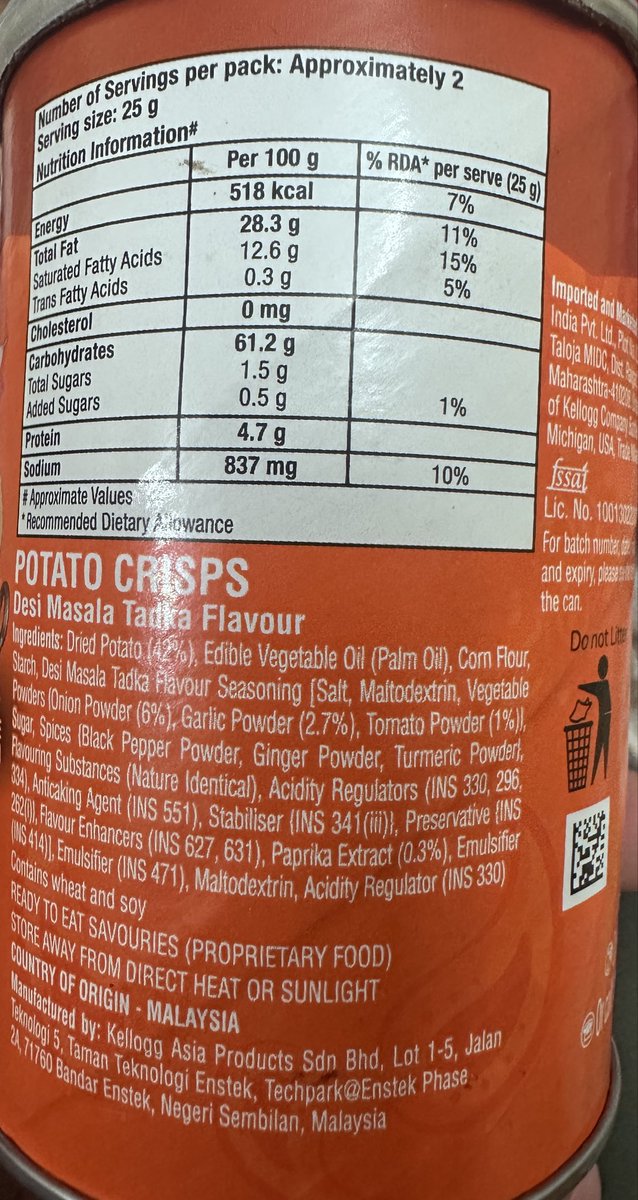 Number of Servings per pack: Approximately 2
Serving size: 25 g
Nutrition Information#
Per 100 g % RDA* per serve (25 g)
Energy 518 kcal 7%
Total Fat 28.3 g 11%
Saturated Fatty Acids 12.6 g 15%
Trans Fatty Acids 0.3 g 5%
Cholesterol 0 mg
Carbohydrates 61.2 g
Total Sugars 1.5 g
Added Sugars 0.5 g 1%
Protein 4.7 g
Sodium 837 mg 10%
# Approximate Values
*Recommended Dietary Allowance
POTATO CRISPS
Desi Masala Tadka Flavour
Ingredients: Dried Potato (42%), Edible Vegetable Oil (Palm Oil), Corn Flour,
Starch, Desi Masala Tadka Flavour Seasoning [Salt, Maltodextrin, Vegetable
Powders {Onion Powder (6%), Garlic Powder (2.7%), Tomato Powder (1%)},
Sugar, Spices {Black Pepper Powder, Ginger Powder, Turmeric Powder},
Flavouring Substances (Nature Identical), Acidity Regulators (INS 330, 296,
334), Anticaking Agent (INS 551), Stabiliser {INS 341(iii)}, Preservative {INS
262(i)}, Flavour Enhancers (INS 627, 631), Paprika Extract (0.3%), Emulsifier
(INS 414)], Emulsifier (INS 471), Maltodextrin, Acidity Regulator (INS 330)
Contains wheat and soy
READY TO EAT SAVOURIES (PROPRIETARY FOOD)
STORE AWAY FROM DIRECT HEAT OR SUNLIGHT
COUNTRY OF ORIGIN - MALAYSIA
Manufactured by: Kellogg Asia Products Sdn Bhd, Lot 1-5, Jalan
Teknologi 5, Taman Teknologi Enstek, Techpark@Enstek Phase
2A, 71760 Bandar Enstek, Negeri Sembilan, Malaysia
Imported and
India Pvt. Ltd.,
Taloja MIDC, Dist.
Maharashtra
of Kellogg Company
Michigan, USA,
fssai
Lic. No.
For batch number,
and expiry, please
the can.
Do not Litter